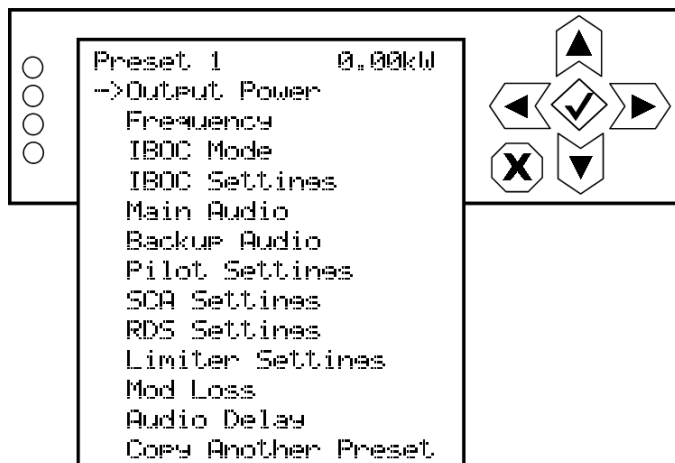 Preset 1 0.00kW
->Output Power
Frequency
IBOC Mode
IBOC Settings
Main Audio
Backup Audio
Pilot Settings
SCA Settings
RDS Settings
Limiter Settings
Mod Loss
Audio Delay
Copy Another Preset
X